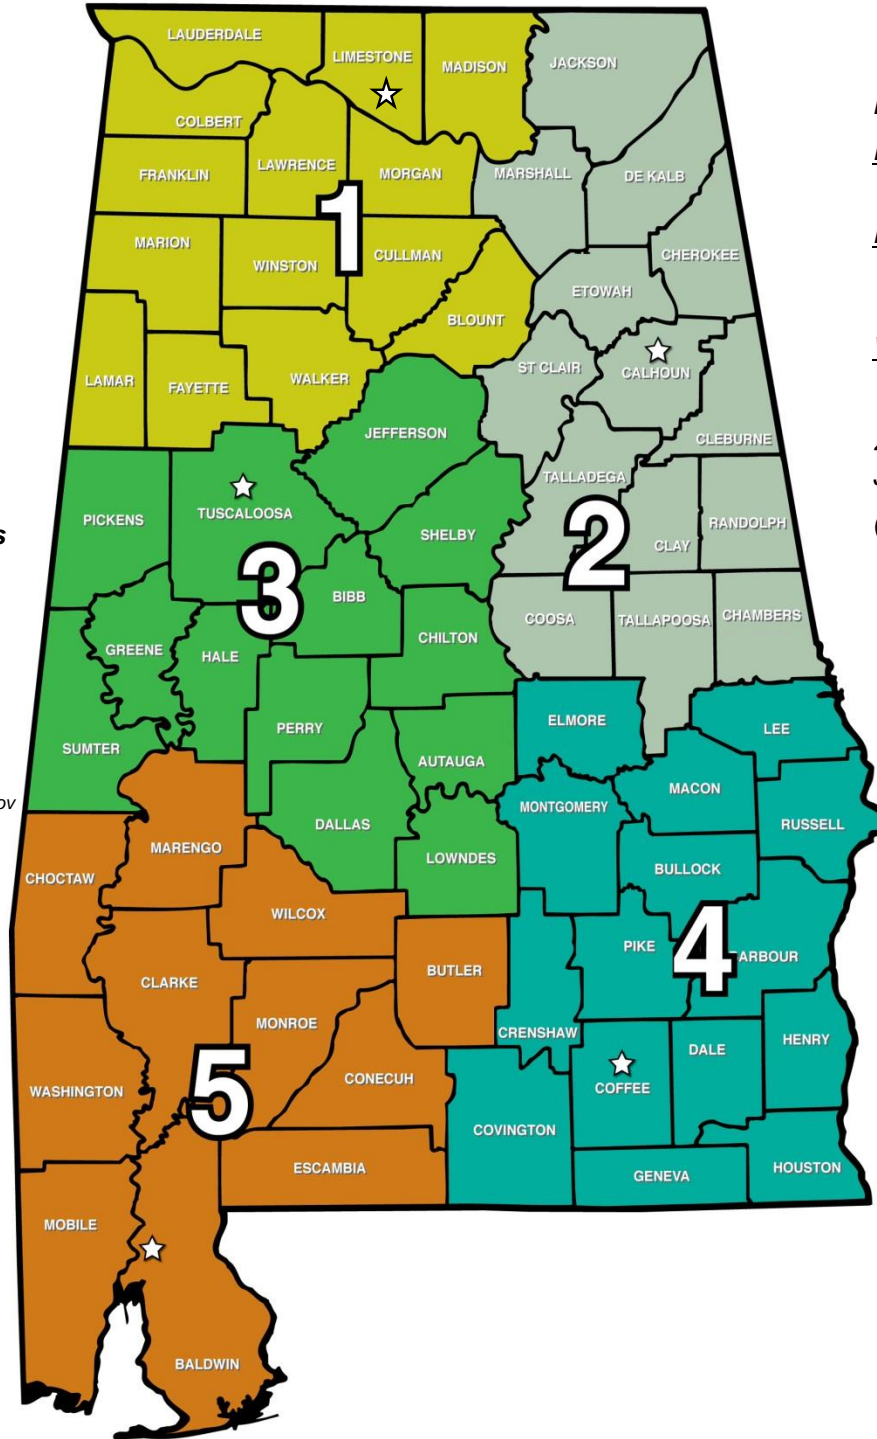 LAUDERDALE
LIMESTONE
MADISON
JACKSON
COLBERT
LAWRENCE
FRANKLIN
MORGAN
MARSHALL
DE KALB
1
MARION
WINSTON
CULLMAN
CHEROKEE
ETOWAH
BLOUNT
LAMAR
FAYETTE
WALKER
ST CLAIR
CALHOUN
JEFFERSON
CLEBURNE
TALLADEGA
PICKENS
TUSCALOOSA
SHELBY
2
CLAY
RANDOLPH
s
3
BIBB
GREENE
HALE
CHILTON
COOSA
TALLAPOOSA
CHAMBERS
SUMTER
PERRY
AUTAUGA
ELMORE
LEE
ov
DALLAS
MONTGOMERY
MACON
RUSSELL
MARENGO
LOWNDES
BULLOCK
CHOCTAW
WILCOX
CLARKE
BUTLER
PIKE
4
ARBOUR
MONROE
CRENSHAW
DALE
HENRY
WASHINGTON
5
CONECUH
COFFEE
COVINGTON
ESCAMBIA
GENEVA
HOUSTON
MOBILE
BALDWIN